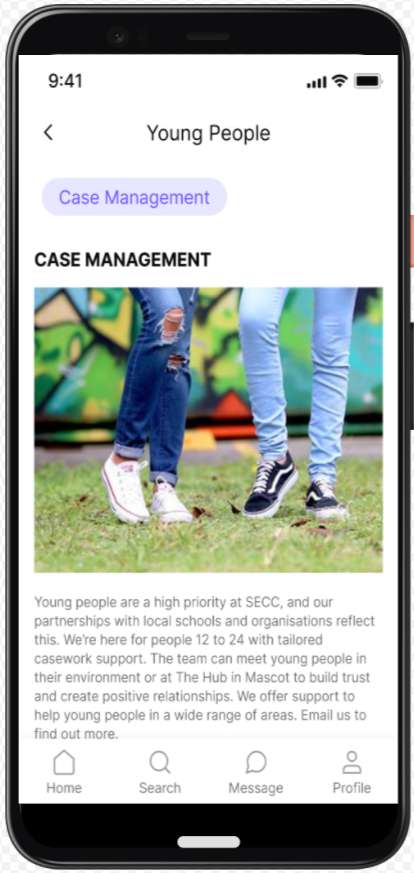 9:41
Young People
Case Management
CASE MANAGEMENT
Young people are a high priority at SECC, and our
partnerships with local schools and organisations reflect
this. We're here for people 12 to 24 with tailored
casework support. The team can meet young people in
their environment or at The Hub in Mascot to build trust
and create positive relationships. We offer support to
help young people in a wide range of areas. Email us to
find out more.
Home
Search
Message
Profile